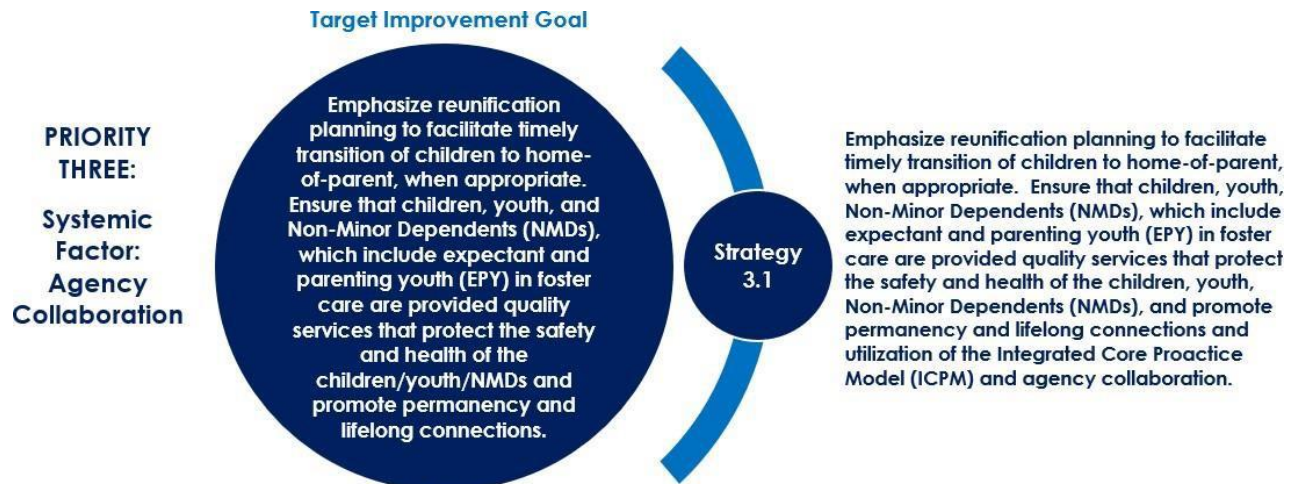 Target Improvement Goal
PRIORITY
THREE:
Systemic
Factor:
Agency
Collaboration
Emphasize reunification
planning to facilitate timely
transition of children to home-
of-parent, when appropriate.
Ensure that children, youth, and
Non-Minor Dependents (NMDs),
which include expectant and
parenting youth (EPY) in foster
care are provided quality
services that protect the safety
and health of the
children/youth/NMDs and
promote permanency and
lifelong connections.
Strategy
3.1
Emphasize reunification planning to facilitate
timely transition of children to home-of-parent,
when appropriate.  Ensure that children, youth,
Non-Minor Dependents (NMDs), which include
expectant and parenting youth (EPY) in foster
care are provided quality services that protect
the safety and health of the children, youth,
Non-Minor Dependents (NMDs), and promote
permanency and lifelong connections and
utilization of the Integrated Core Proactice
Model (ICPM) and agency collaboration.